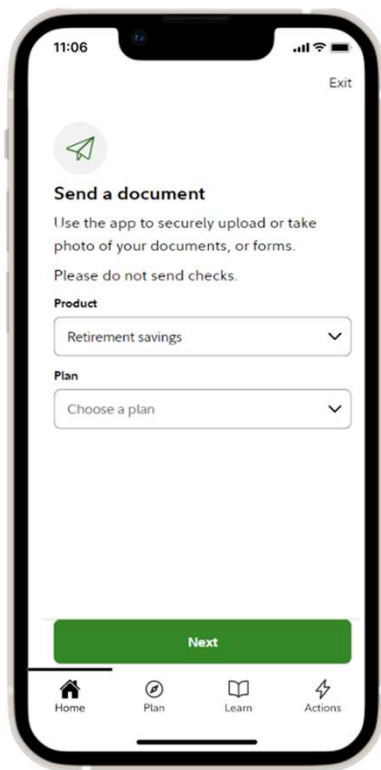 11:06
Exit
Send a document
Use the app to securely upload or take
photo of your documents, or forms.
Please do not send checks.
Product
Retirement savings
Plan
Choose a plan
Next
Home
Plan
Learn
Actions